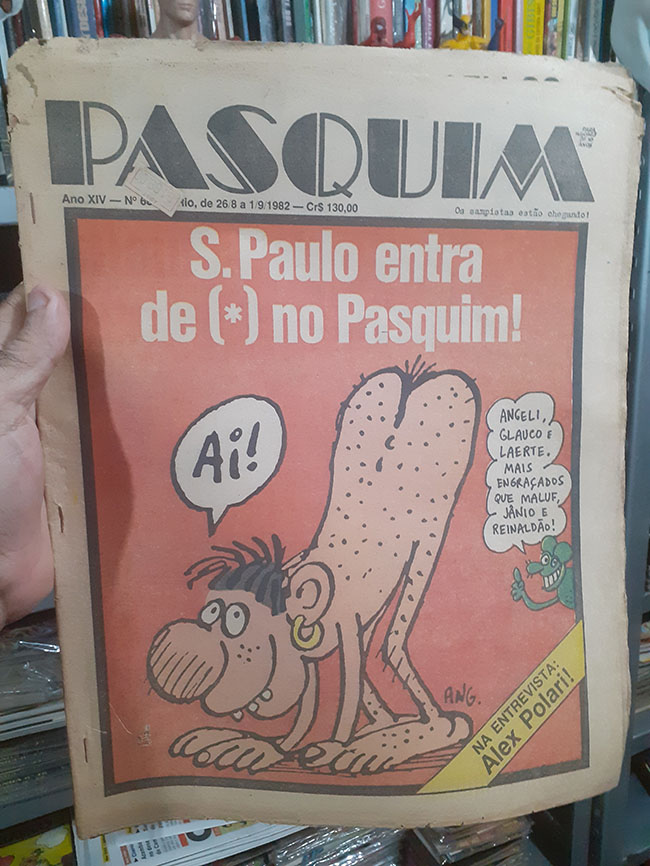 PASQUIM
Ano XIV — Nº de 26/8 a 1/9/1982 — Cr$ 130,00
Os sampistas estão chegando!
S. Paulo entra
de (*) no Pasquim!
Ai!
ANGELI,
GLAUCO E
LAERTE,
MAIS
ENGRAÇADOS
QUE MALUF,
JÂNIO E
REINALDÃO!
ANG.
NA ENTREVISTA:
Alex Polari!